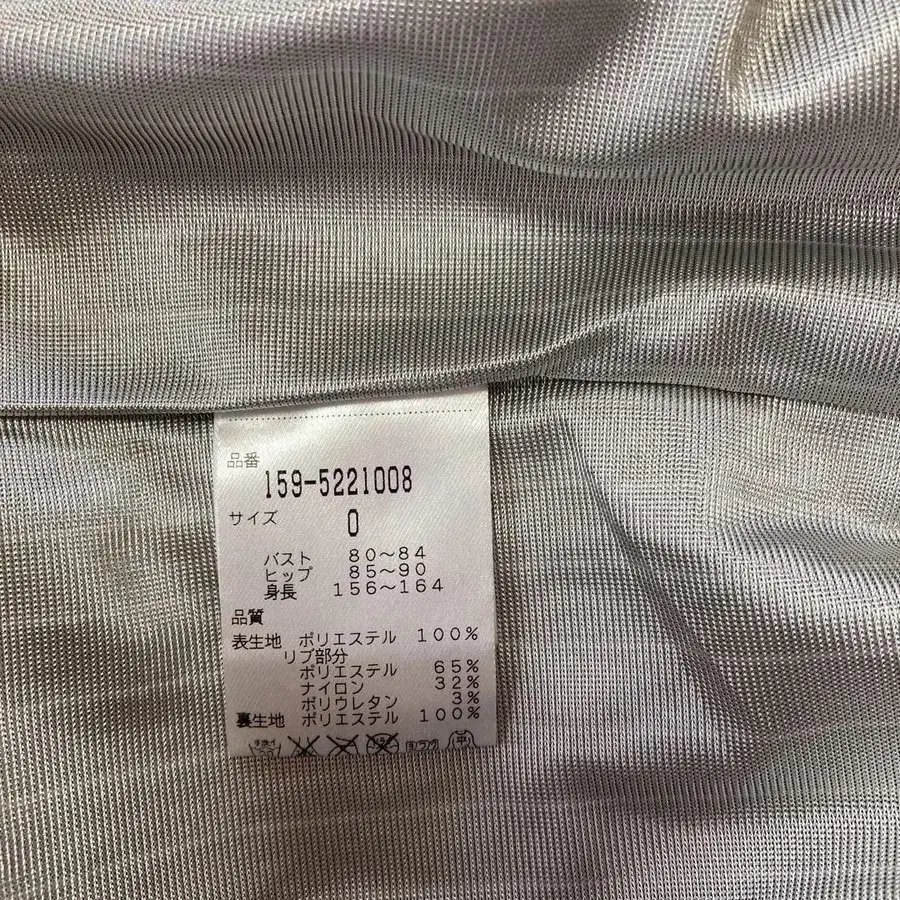 品番
159-5221008
サイズ
0
バスト 80〜84
ヒップ 85〜90
身長 156〜164
品質
表生地 ポリエステル 100%
リブ部分
ポリエステル 65%
ナイロン 32%
ポリウレタン 3%
裏生地 ポリエステル 100%
中